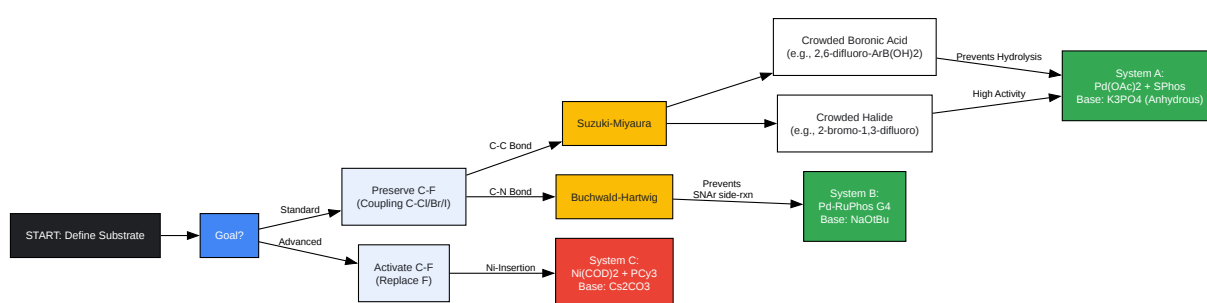 START: Define Substrate
Goal?
Standard
Advanced
Preserve C-F
(Coupling C-Cl/Br/I)
Activate C-F
(Replace F)
C-C Bond
C-N Bond
Ni-Insertion
Suzuki-Miyaura
Buchwald-Hartwig
System C:
Ni(COD)2 + PCy3
Base: Cs2CO3
Prevents
SNAr side-rxn
Crowded Boronic Acid
(e.g., 2,6-difluoro-ArB(OH)2)
Crowded Halide
(e.g., 2-bromo-1,3-difluoro)
System B:
Pd-RuPhos G4
Base: NaOtBu
Prevents Hydrolysis
High Activity
System A:
Pd(OAc)2 + SPhos
Base: K3PO4 (Anhydrous)